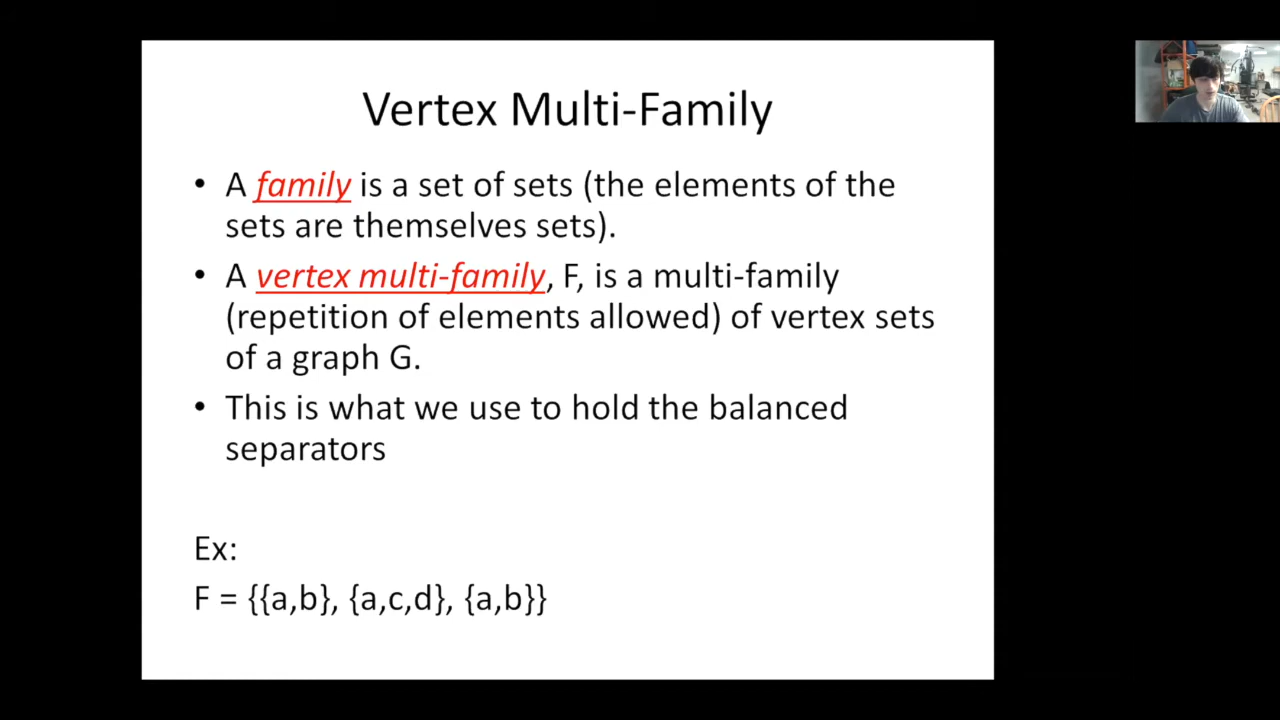 Vertex Multi-Family
• A family is a set of sets (the elements of the
sets are themselves sets).
• A vertex multi-family, F, is a multi-family
(repetition of elements allowed) of vertex sets
of a graph G.
• This is what we use to hold the balanced
separators
Ex:
F = {{a,b}, {a,c,d}, {a,b}}